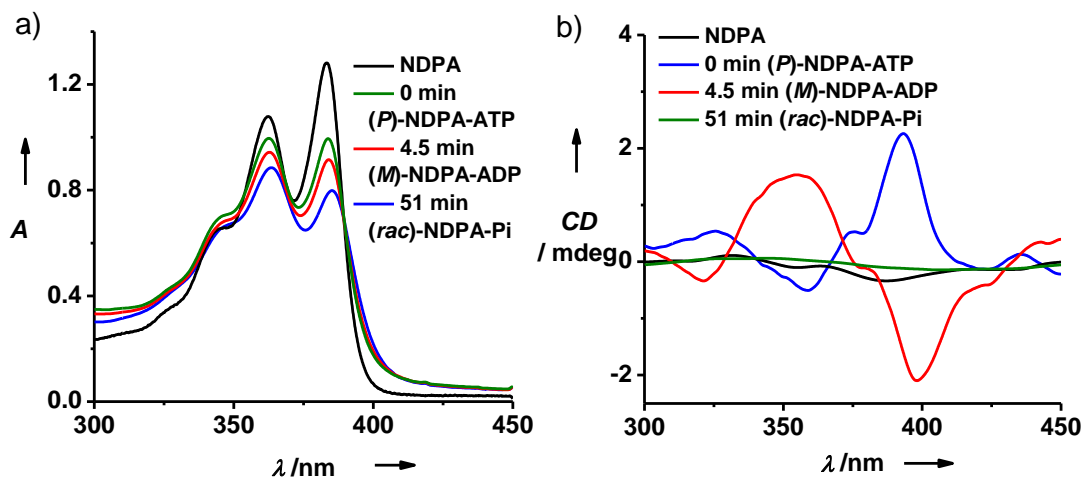 a)
NDPA
0 min
(P)-NDPA-ATP
4.5 min
(M)-NDPA-ADP
51 min
(rac)-NDPA-Pi
A
1.2
0.8
0.4
0.0
300
350
400
450
λ /nm
b)
NDPA
0 min (P)-NDPA-ATP
4.5 min (M)-NDPA-ADP
51 min (rac)-NDPA-Pi
CD
/ mdeg
4
2
0
-2
300
350
400
450
λ /nm